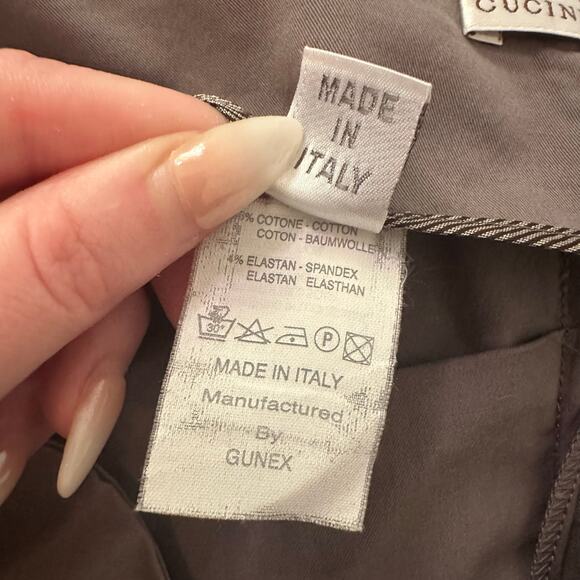 CUCIN
MADE
IN
ITALY
% COTONE - COTTON
COTON - BAUMWOLLE
4% ELASTAN - SPANDEX
ELASTAN ELASTHAN
30°
P
MADE IN ITALY
Manufactured
By
GUNEX